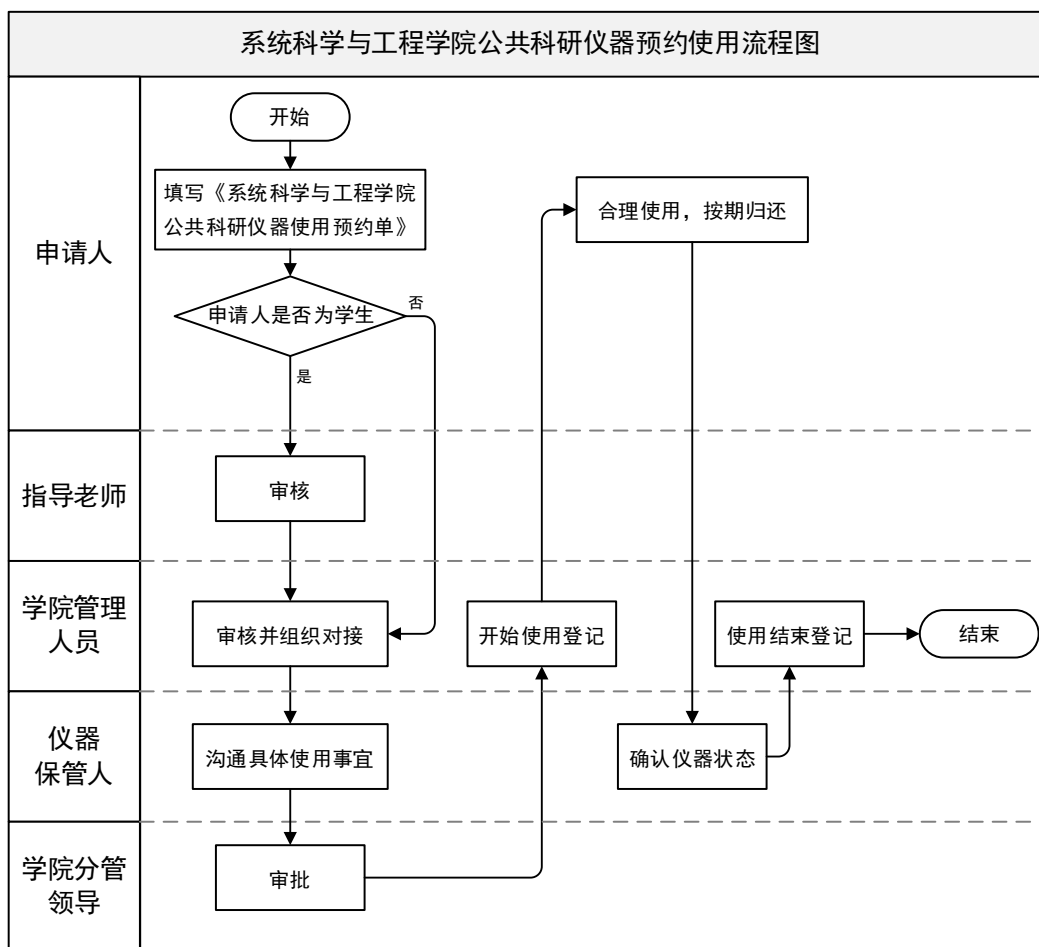 系统科学与工程学院公共科研仪器预约使用流程图
申请人
开始
填写《系统科学与工程学院
公共科研仪器使用预约单》
申请人是否为学生
否
是
合理使用，按期归还
指导老师
审核
学院管理
人员
审核并组织对接
开始使用登记
使用结束登记
结束
仪器
保管人
沟通具体使用事宜
确认仪器状态
学院分管
领导
审批